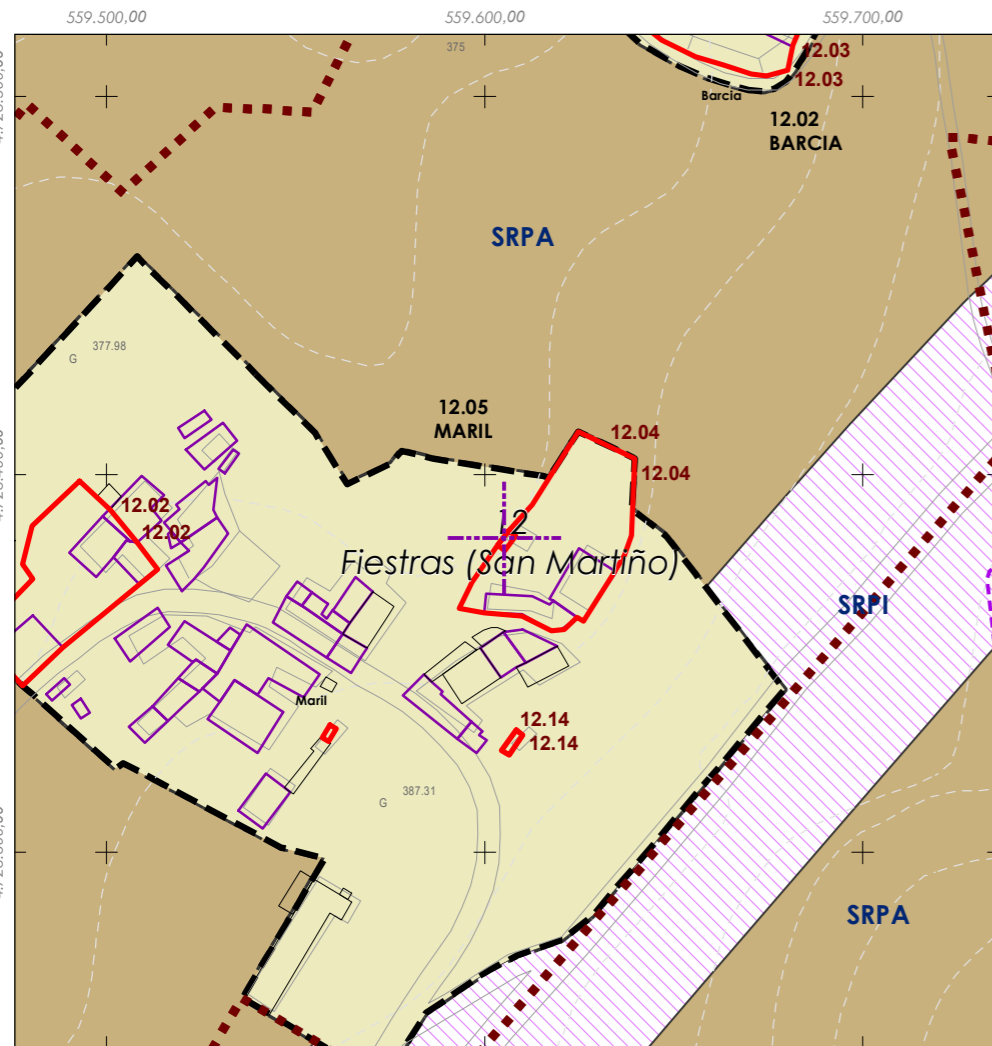 559.500,00
559.600,00
559.700,00
375
12.03
12.03
Barcia
12.02
BARCIA
SRPA
377.98
G
12.05
MARIL
12.04
12.04
12.02
12.02
12
Fiestras (San Martiño)
SRPI
Maril
12.14
12.14
387.31
G
SRPA